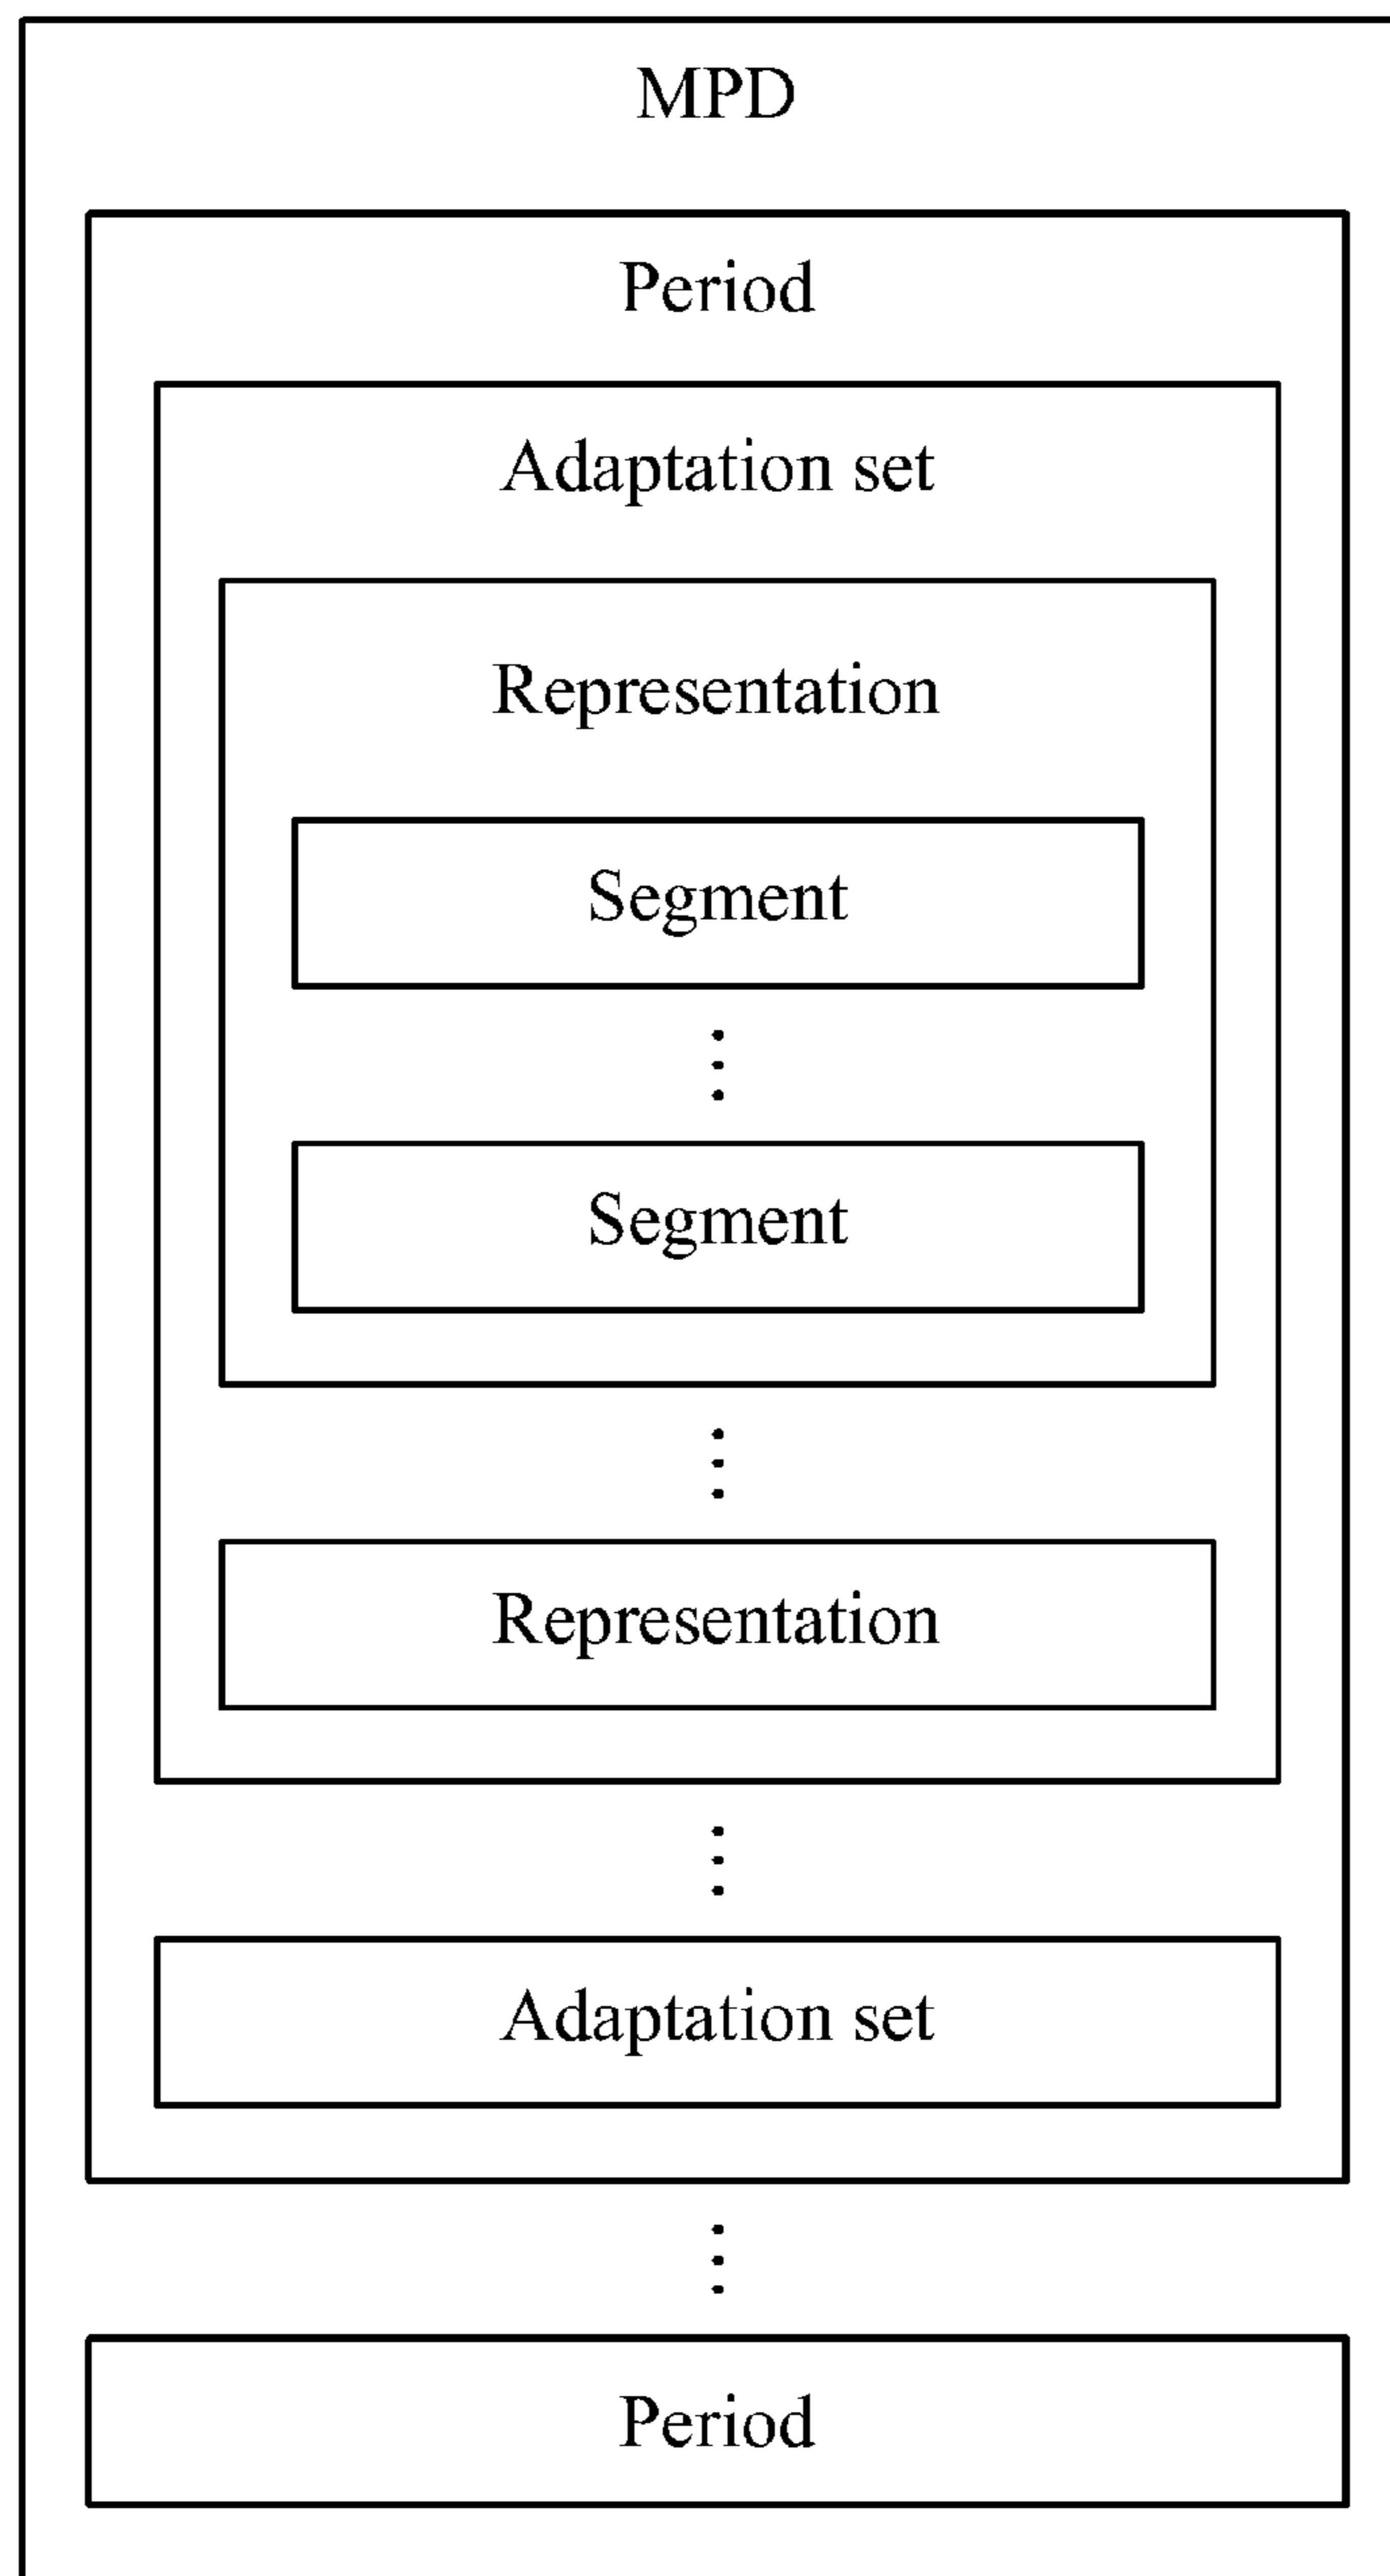 MPD
Period
Adaptation set
Representation
Segment
Segment
Representation
Adaptation set
Period